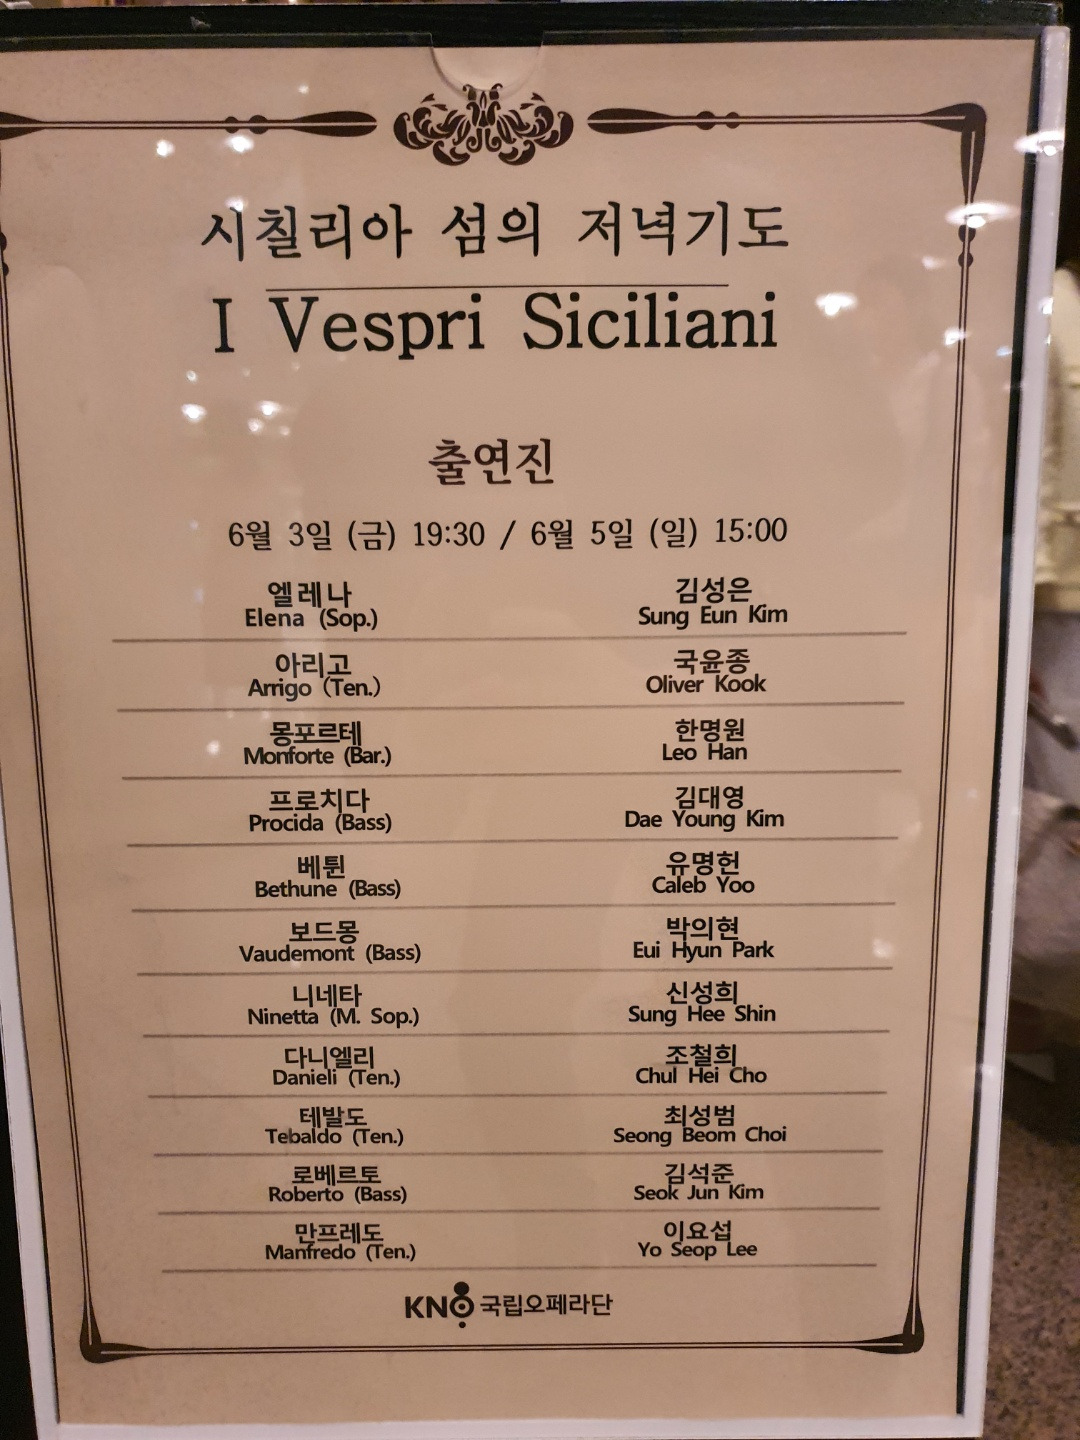 시칠리아 섬의 저녁기도
I Vespri Siciliani
출연진
6월 3일 (금) 19:30 / 6월 5일 (일) 15:00
엘레나 김성은
Elena (Sop.) Sung Eun Kim
아리고 국윤종
Arrigo (Ten.) Oliver Kook
몽포르테 한명원
Monforte (Bar.) Leo Han
프로치다 김대영
Procida (Bass) Dae Young Kim
베튄 유명헌
Bethune (Bass) Caleb Yoo
보드몽 박의현
Vaudemont (Bass) Eui Hyun Park
니네타 신성희
Ninetta (M. Sop.) Sung Hee Shin
다니엘리 조철희
Danieli (Ten.) Chul Hei Cho
테발도 최성범
Tebaldo (Ten.) Seong Beom Choi
로베르토 김석준
Roberto (Bass) Seok Jun Kim
만프레도 이요섭
Manfredo (Ten.) Yo Seop Lee
KNO 국립오페라단